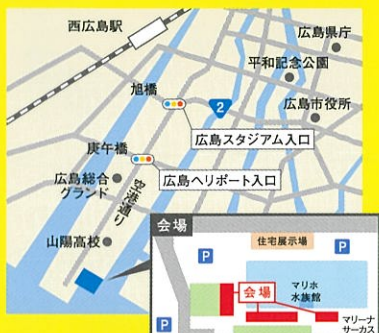 西広島駅
広島県庁
平和記念公園
旭橋
2
広島市役所
広島スタジアム入口
庚午橋
広島ヘリポート入口
広島総合
グランド
空港通り
山陽高校
会場
P
住宅展示場
P
会場
マリホ
水族館
P
マリーナ
サーカス